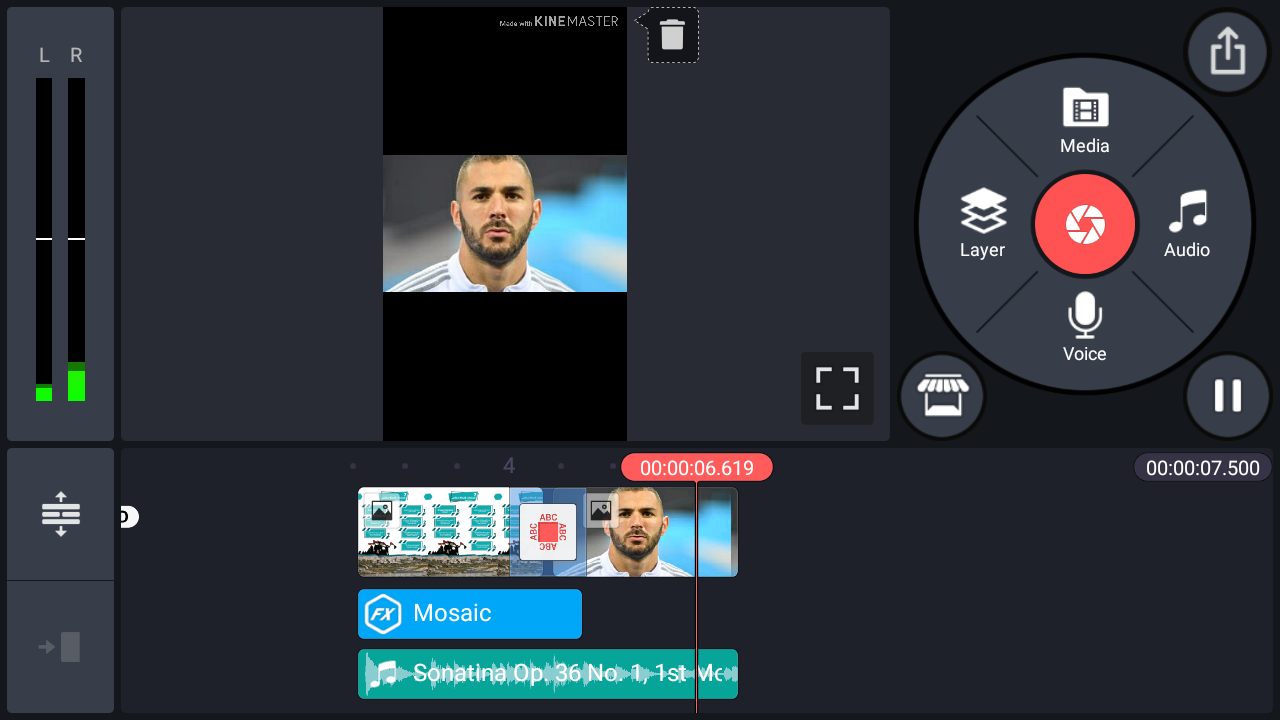 L R
Made with KINEMASTER
Media
Layer
Audio
Voice
4
00:00:06.619
00:00:07.500
ABC
ABC
ABC
ABC
Mosaic
Sonatina Op. 36 No. 1, 1st Mo